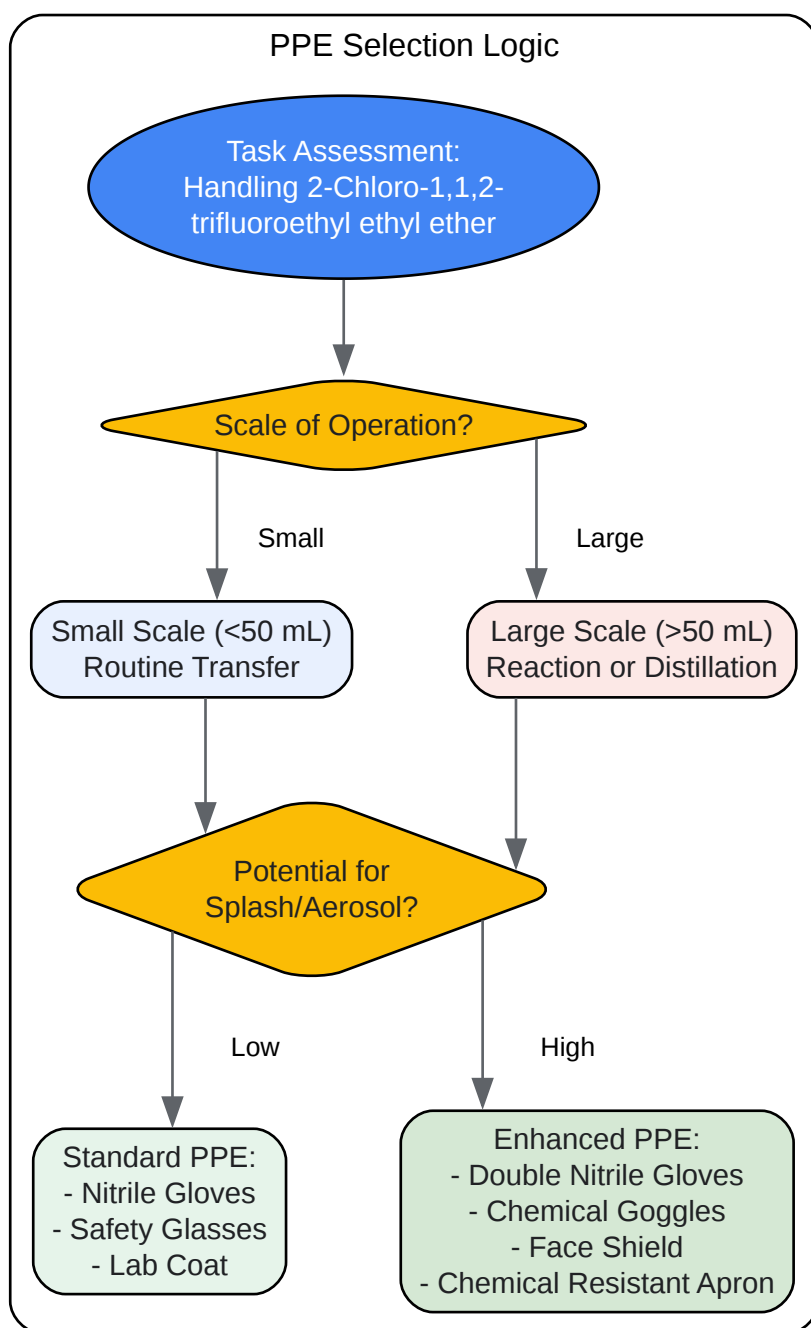 PPE Selection Logic
Task Assessment:
Handling 2-Chloro-1,1,2-
trifluoroethyl ethyl ether
Scale of Operation?
Small
Large
Small Scale (<50 mL)
Routine Transfer
Large Scale (>50 mL)
Reaction or Distillation
Potential for
Splash/Aerosol?
Low
High
Standard PPE:
- Nitrile Gloves
- Safety Glasses
- Lab Coat
Enhanced PPE:
- Double Nitrile Gloves
- Chemical Goggles
- Face Shield
- Chemical Resistant Apron